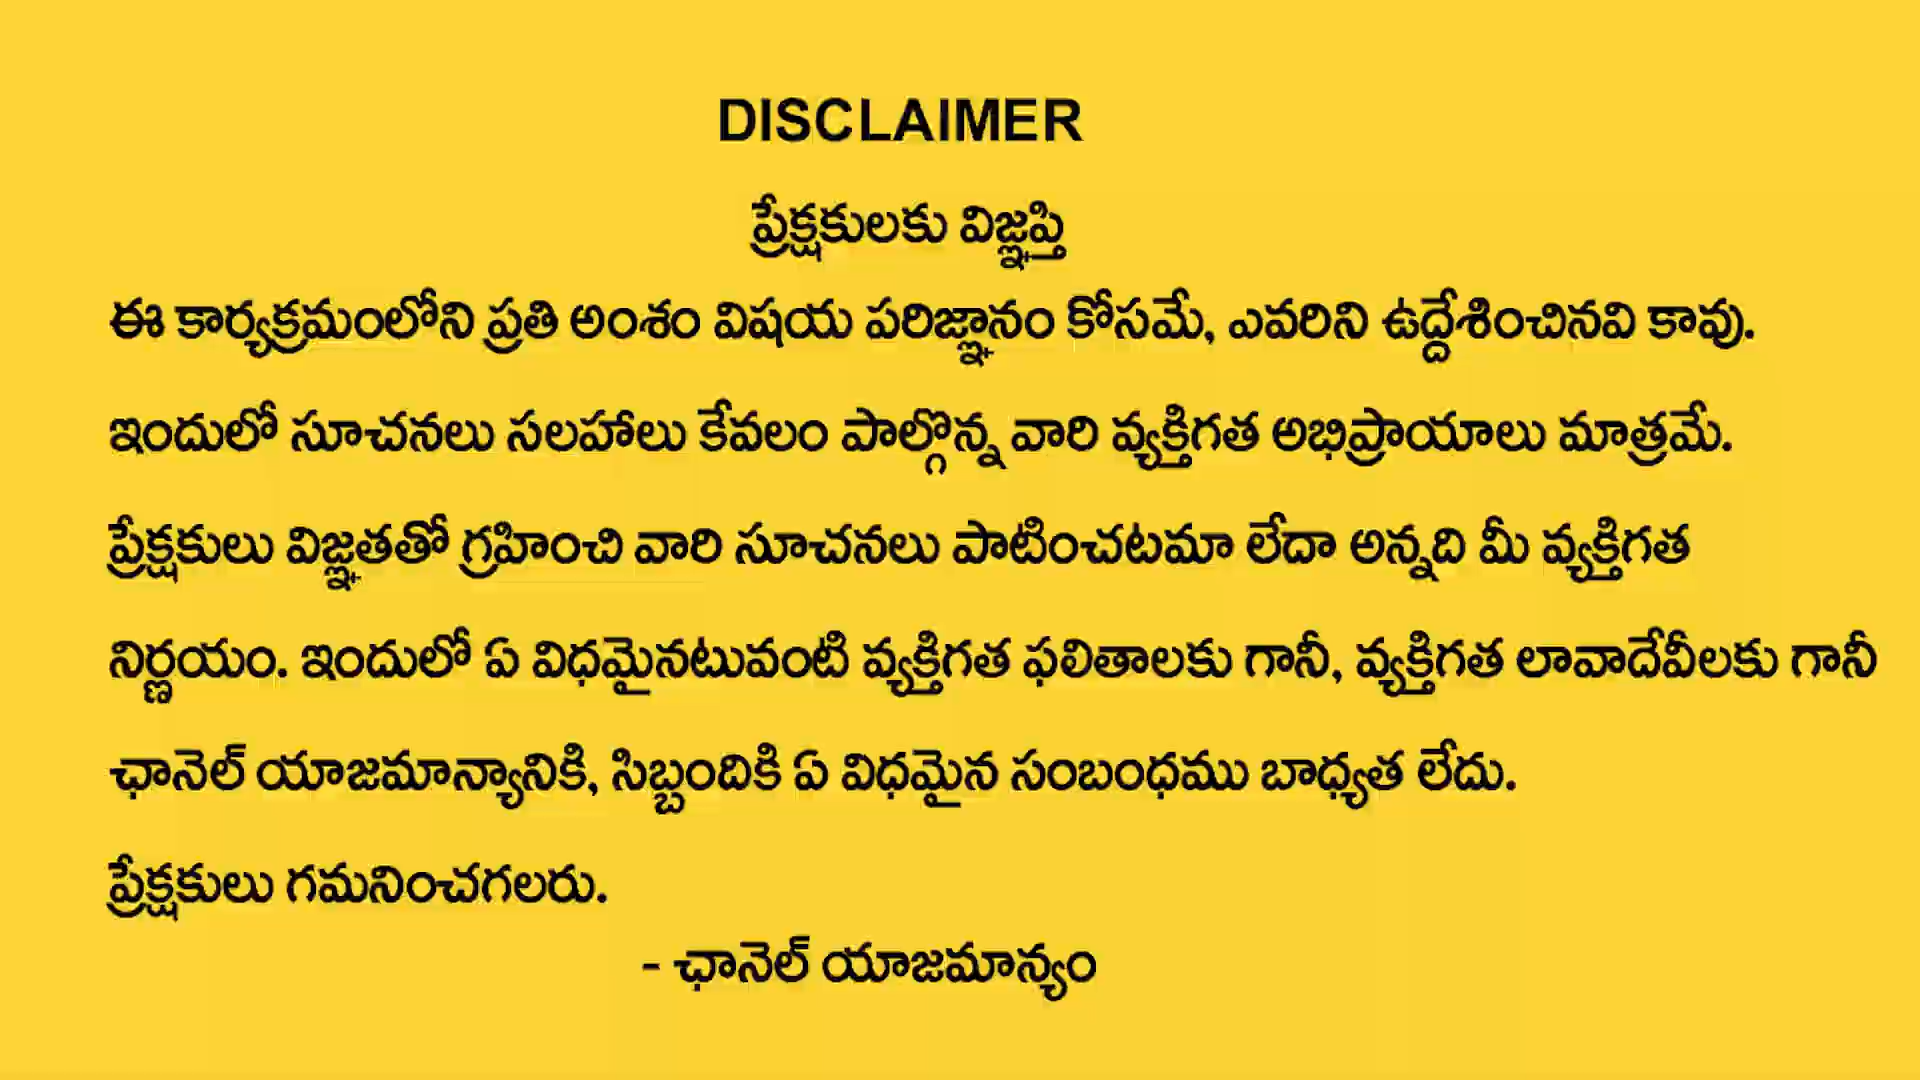 DISCLAIMER
ప్రేక్షకులకు విజ్ఞప్తి
ఈ కార్యక్రమంలోని ప్రతి అంశం విషయ పరిజ్ఞానం కోసమే, ఎవరిని ఉద్దేశించినవి కావు.
ఇందులో సూచనలు సలహాలు కేవలం పాల్గొన్న వారి వ్యక్తిగత అభిప్రాయాలు మాత్రమే.
ప్రేక్షకులు విజ్ఞతతో గ్రహించి వారి సూచనలు పాటించటమా లేదా అన్నది మీ వ్యక్తిగత
నిర్ణయం. ఇందులో ఏ విధమైనటువంటి వ్యక్తిగత ఫలితాలకు గానీ, వ్యక్తిగత లావాదేవీలకు గానీ
ఛానెల్ యాజమాన్యానికి, సిబ్బందికి ఏ విధమైన సంబంధము బాధ్యత లేదు.
ప్రేక్షకులు గమనించగలరు.
- ఛానెల్ యాజమాన్యం